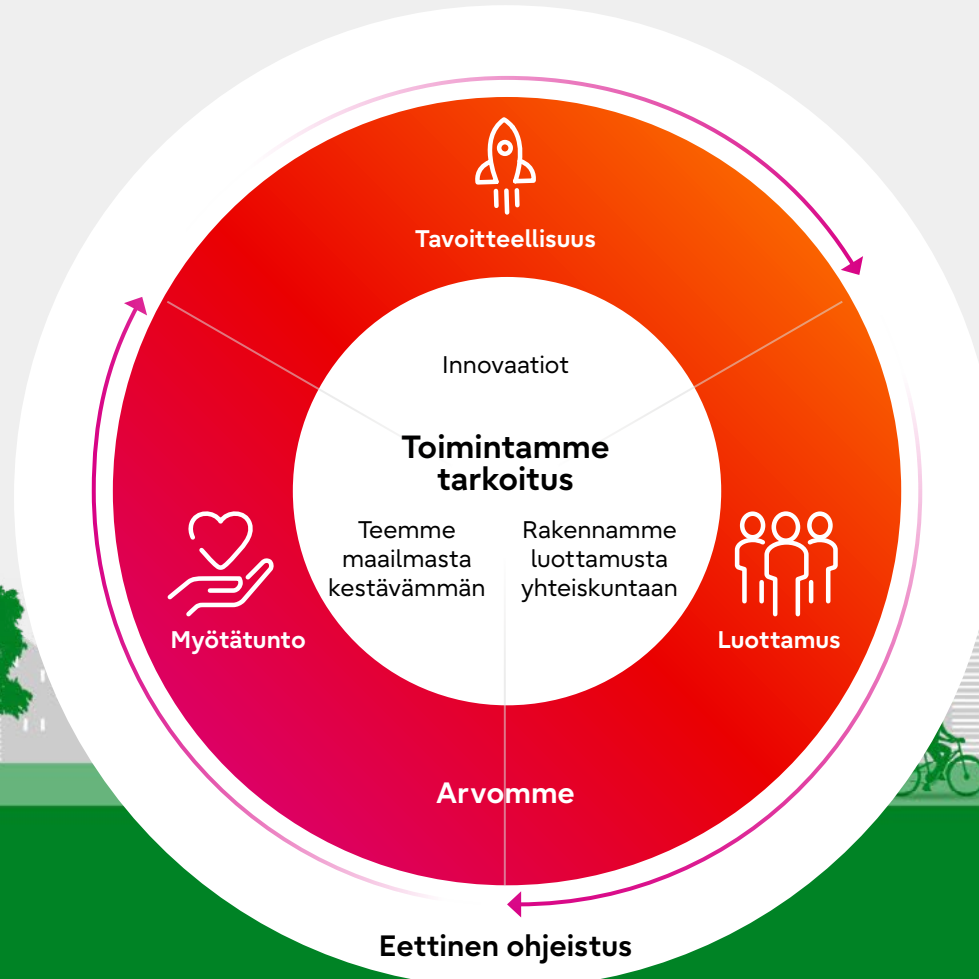 Tavoitteellisuus
Innovaatiot
Toimintamme
tarkoitus
Teemme
maailmasta
kestävämmän
Rakennamme
luottamusta
yhteiskuntaan
Myötätunto
Luottamus
Arvomme
Eettinen ohjeistus